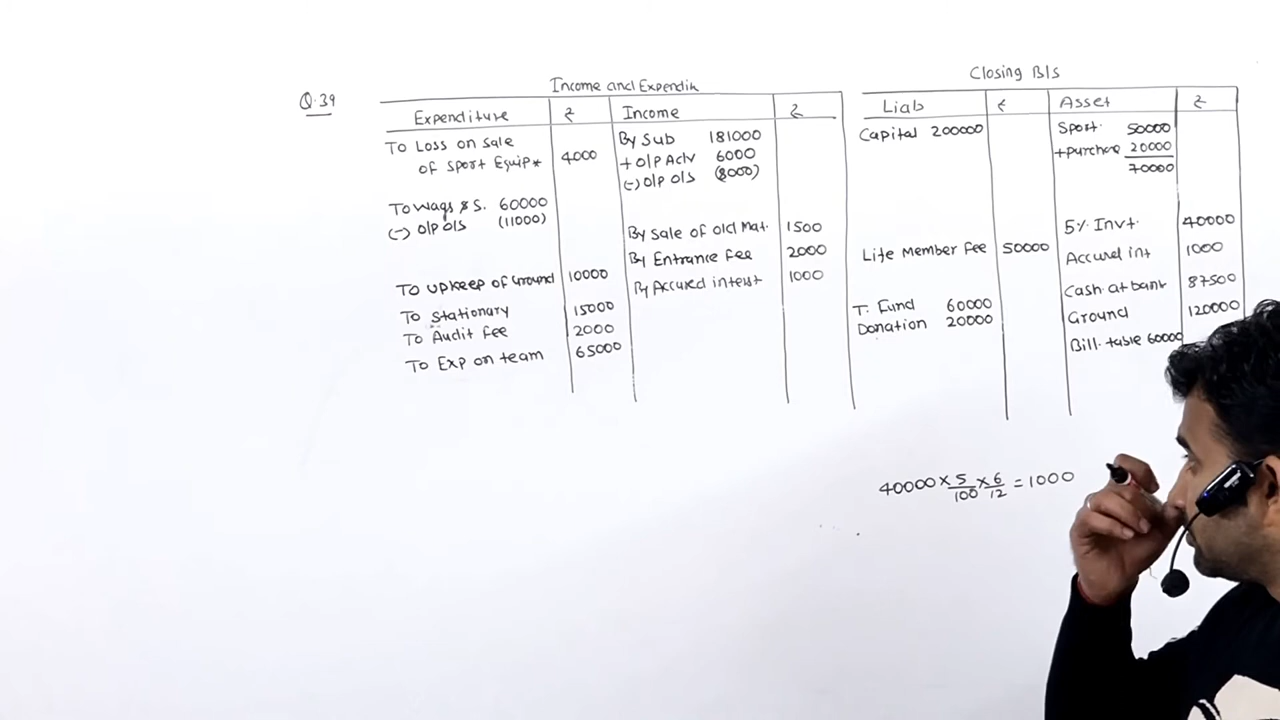 Q.39
Income and Expendit
Expenditure ₹ Income ₹
To Loss on sale
of Sport Equip* 4000
By Sub 181000
+ O/P Adv 6000
(-) O/P O/S (8000)
To Wags & S. 60000
(-) O/P O/S (11000)
By Sale of old Mat. 1500
By Entrance Fee 2000
To Upkeep of Ground 10000
By Accured interst 1000
To Stationary 15000
To Audit Fee 2000
To Exp on team 65000
Closing B/S
Liab ₹ Asset ₹
Capital 200000
Sport. 50000
+purchase 20000
70000
5% Invt. 40000
Life Member Fee 50000
Accured int 1000
Cash at bank 87500
T. Fund 60000
Donation 20000
Ground 120000
Bill. table 60000
40000 × 5/100 × 6/12 = 1000